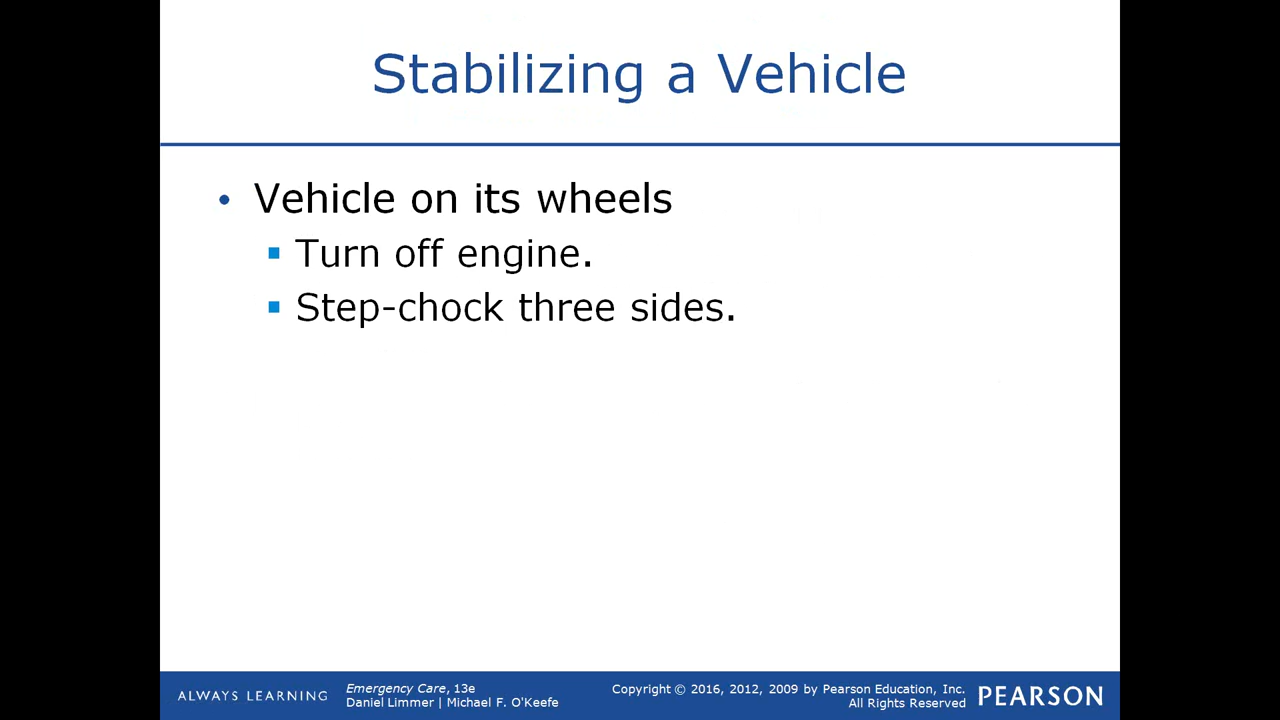 Stabilizing a Vehicle
• Vehicle on its wheels
▪ Turn off engine.
▪ Step-chock three sides.
ALWAYS LEARNING
Emergency Care, 13e
Daniel Limmer | Michael F. O'Keefe
Copyright © 2016, 2012, 2009 by Pearson Education, Inc.
All Rights Reserved
PEARSON